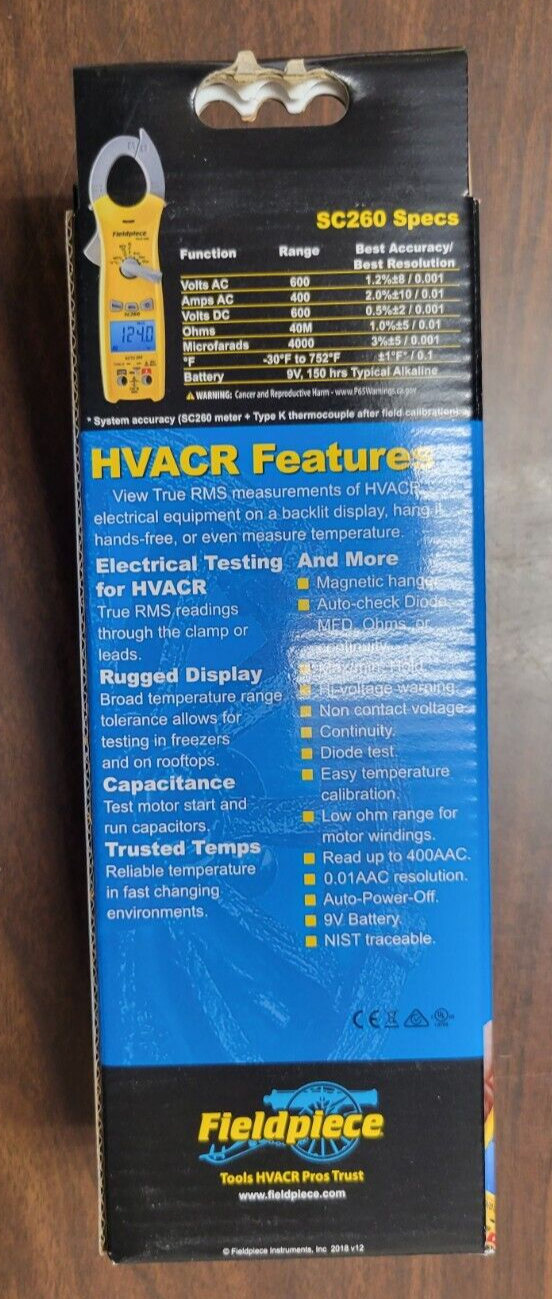 SC260 Specs
Function Range Best Accuracy/
Best Resolution
Volts AC 600 1.2%±8 / 0.001
Amps AC 400 2.0%±10 / 0.01
Volts DC 600 0.5%±2 / 0.001
Ohms 40M 1.0%±5 / 0.01
Microfarads 4000 3%±5 / 0.001
°F -30°F to 752°F ±1°F* / 0.1
Battery 9V, 150 hrs Typical Alkaline
WARNING: Cancer and Reproductive Harm - www.P65Warnings.ca.gov
* System accuracy (SC260 meter + Type K thermocouple after field calibration)
Fieldpiece
SC260
124.0
HVACR Features
View True RMS measurements of HVACR
electrical equipment on a backlit display, hang it
hands-free, or even measure temperature.
Electrical Testing
for HVACR
True RMS readings
through the clamp or
leads.
Rugged Display
Broad temperature range
tolerance allows for
testing in freezers
and on rooftops.
Capacitance
Test motor start and
run capacitors.
Trusted Temps
Reliable temperature
in fast changing
environments.
And More
Magnetic hanger
Auto-check Diode,
MFD, Ohms, or
continuity.
Max/min, Hold
Hi-voltage warning.
Non contact voltage.
Continuity.
Diode test.
Easy temperature
calibration.
Low ohm range for
motor windings.
Read up to 400AAC.
0.01AAC resolution.
Auto-Power-Off.
9V Battery.
NIST traceable.
CE
UL
Fieldpiece
Tools HVACR Pros Trust
www.fieldpiece.com
© Fieldpiece Instruments, Inc 2018 v12